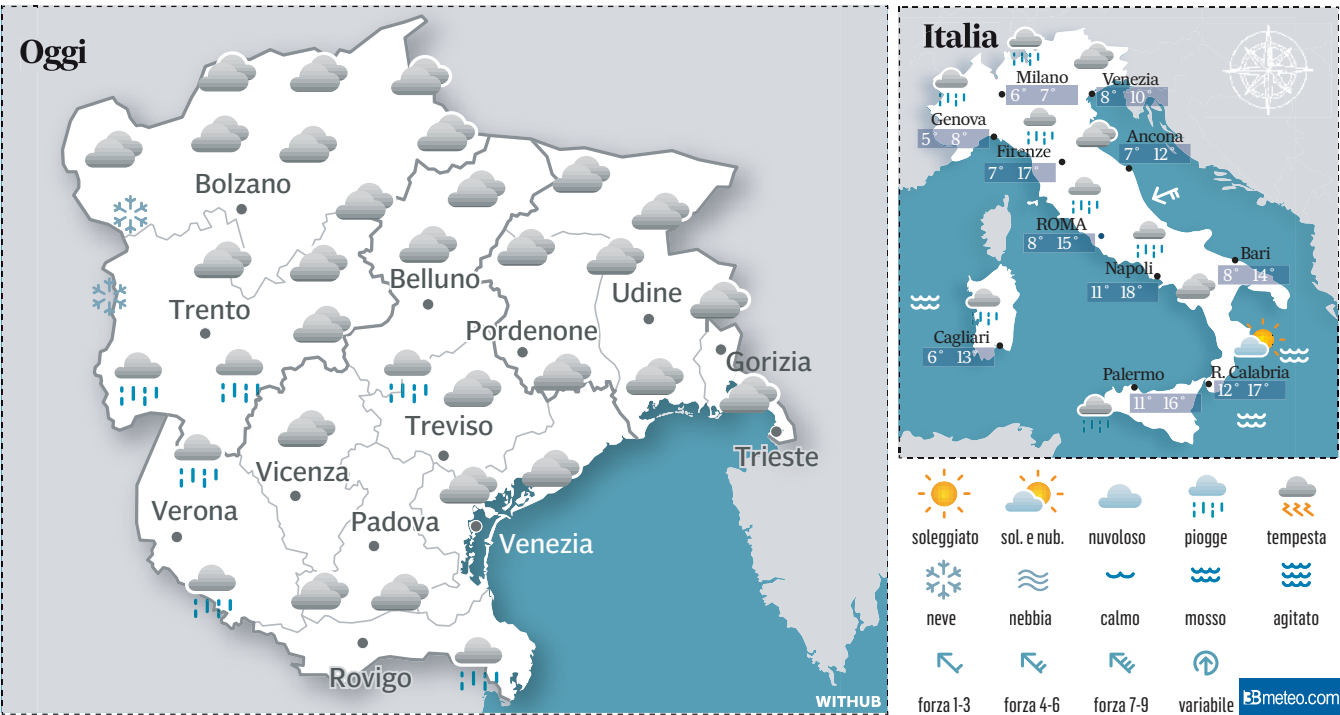 Oggi
Bolzano
Trento
Belluno
Udine
Pordenone
Gorizia
Treviso
Trieste
Vicenza
Verona
Padova
Venezia
Rovigo
WITHUB
Italia
Milano
6° 7°
Venezia
8° 10°
Genova
5° 8°
Firenze
7° 17°
Ancona
7° 12°
ROMA
8° 15°
Bari
8° 14°
Napoli
11° 18°
Cagliari
6° 13°
Palermo
11° 16°
R. Calabria
12° 17°
soleggiato sol. e nub. nuvoloso piogge tempesta
neve nebbia calmo mosso agitato
forza 1-3 forza 4-6 forza 7-9 variabile
3Bmeteo.com